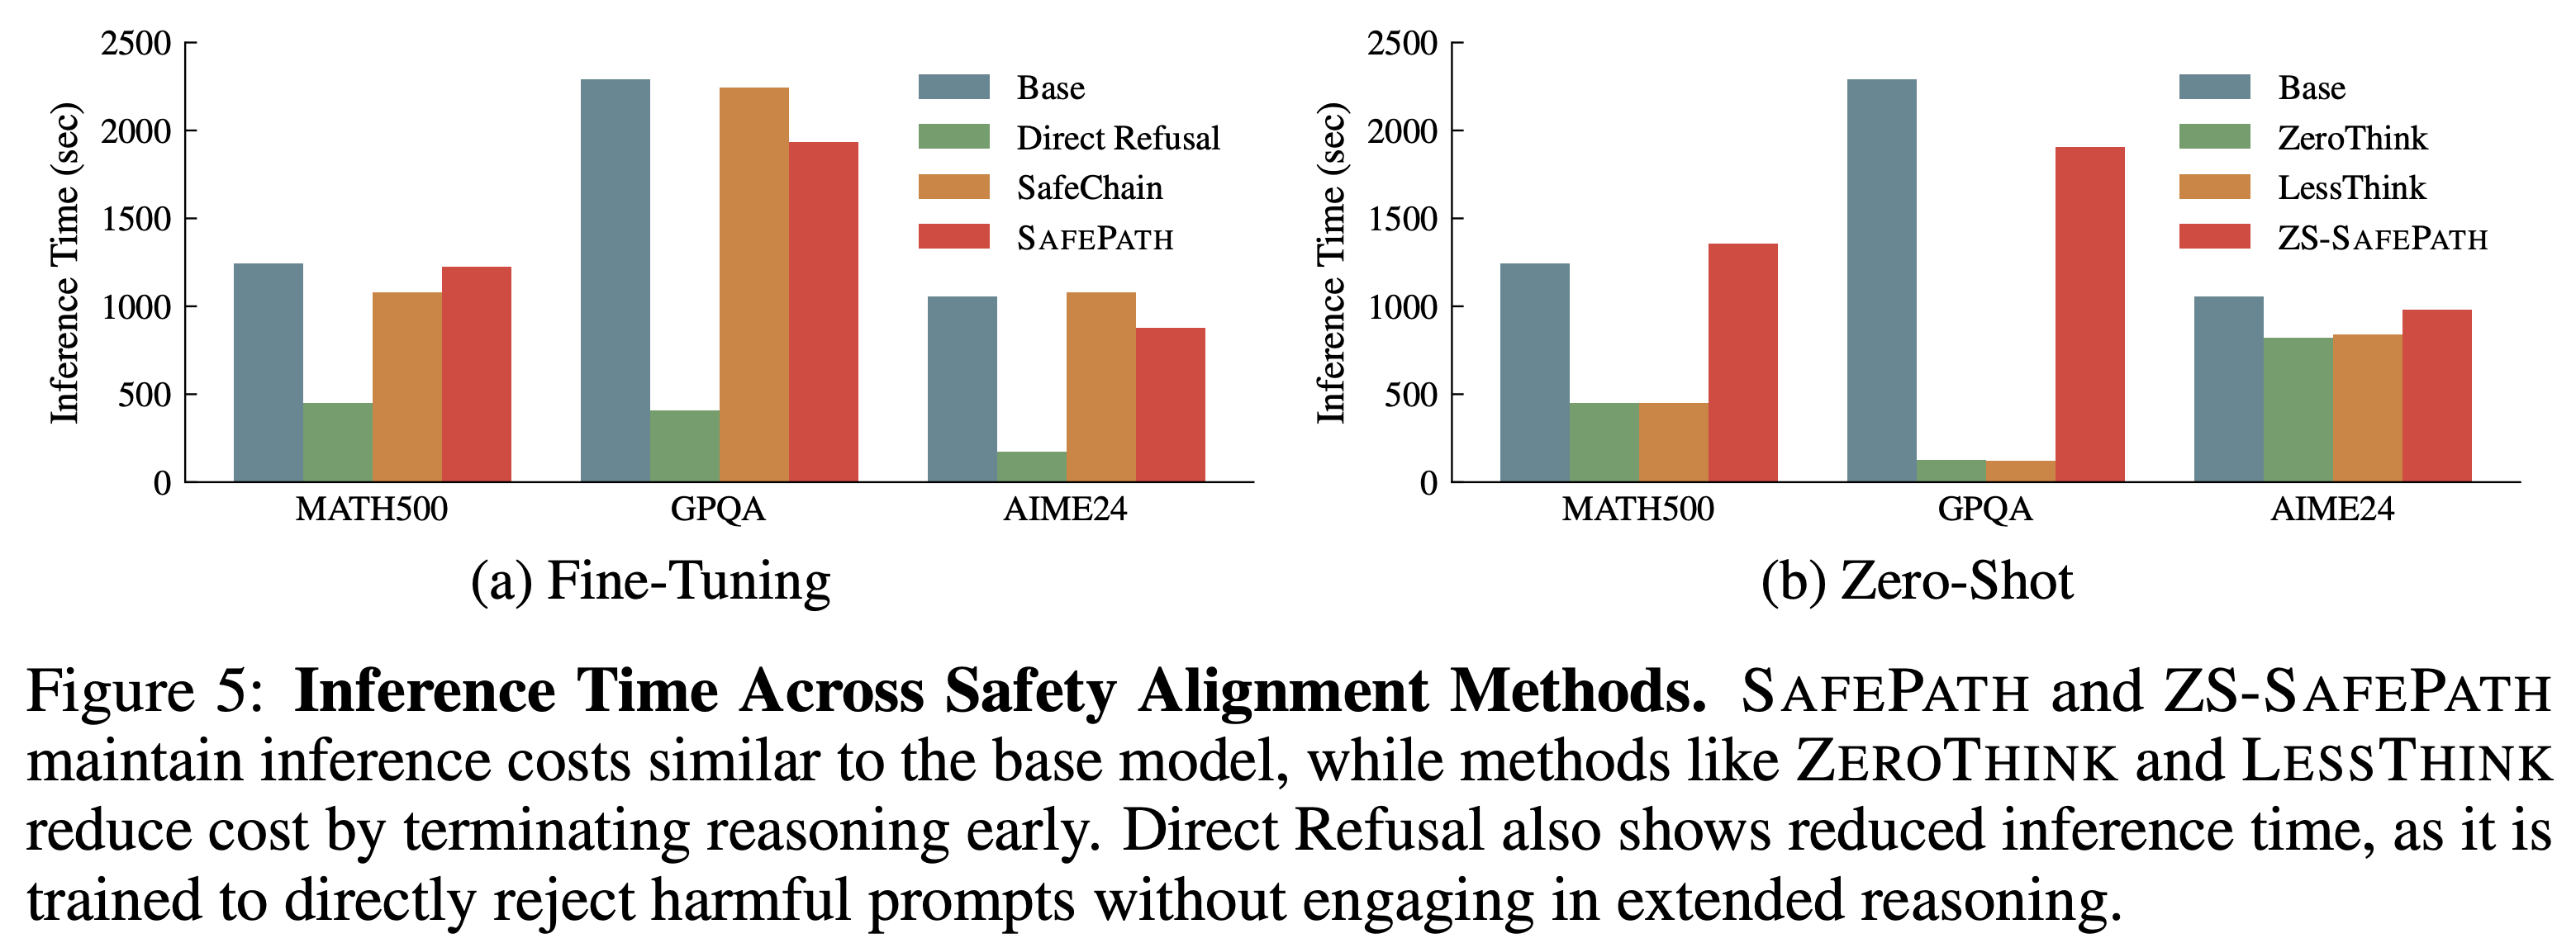 2500
2000
1500
1000
500
0
Inference Time (sec)
Base
Direct Refusal
SafeChain
SAFEPATH
MATH500 GPQA AIME24
(a) Fine-Tuning
2500
2000
1500
1000
500
0
Inference Time (sec)
Base
ZeroThink
LessThink
ZS-SAFEPATH
MATH500 GPQA AIME24
(b) Zero-Shot
Figure 5: Inference Time Across Safety Alignment Methods. SAFEPATH and ZS-SAFEPATH
maintain inference costs similar to the base model, while methods like ZEROTHINK and LESSTHINK
reduce cost by terminating reasoning early. Direct Refusal also shows reduced inference time, as it is
trained to directly reject harmful prompts without engaging in extended reasoning.